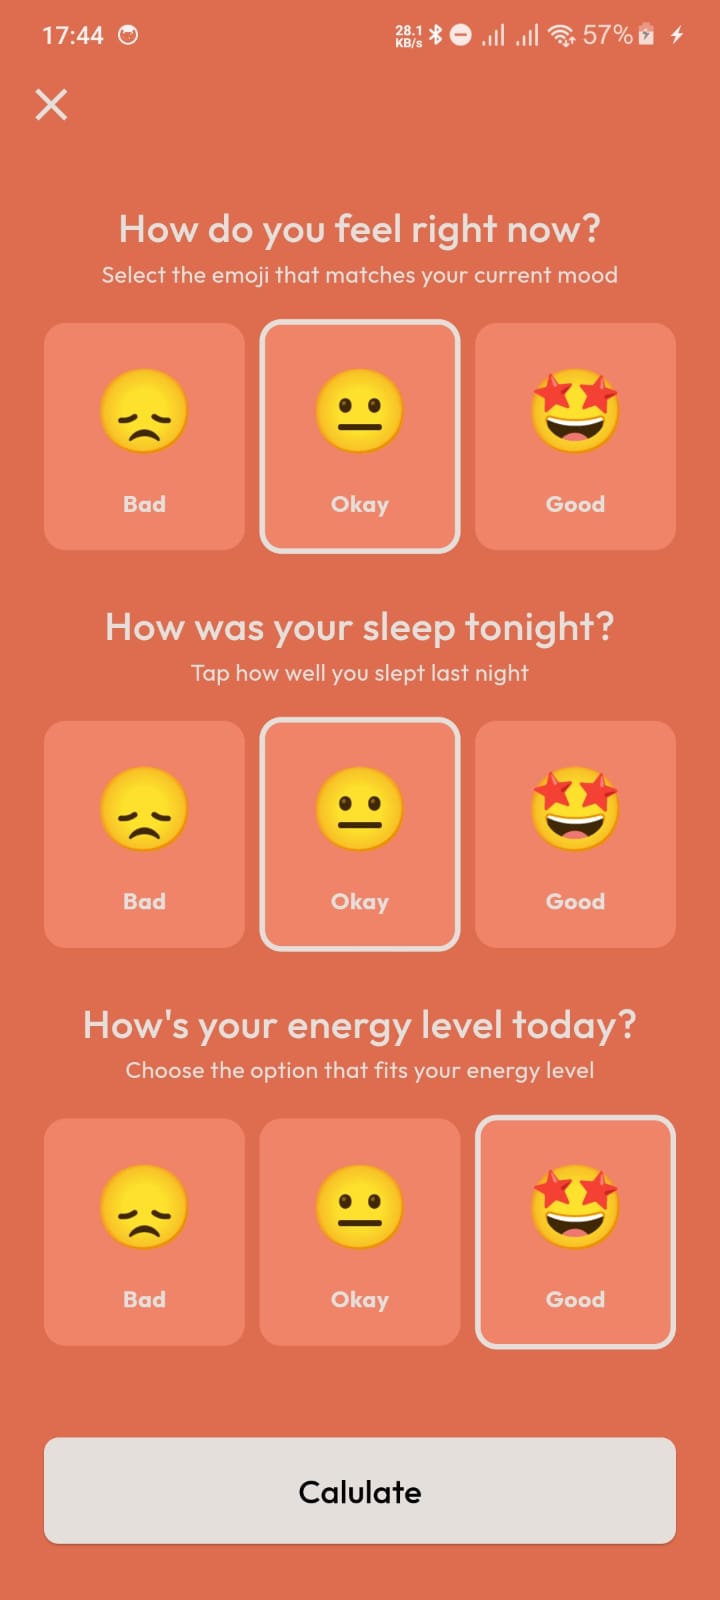 17:44 28.1 KB/s 57%
How do you feel right now?
Select the emoji that matches your current mood
Bad Okay Good
How was your sleep tonight?
Tap how well you slept last night
Bad Okay Good
How's your energy level today?
Choose the option that fits your energy level
Bad Okay Good
Calulate